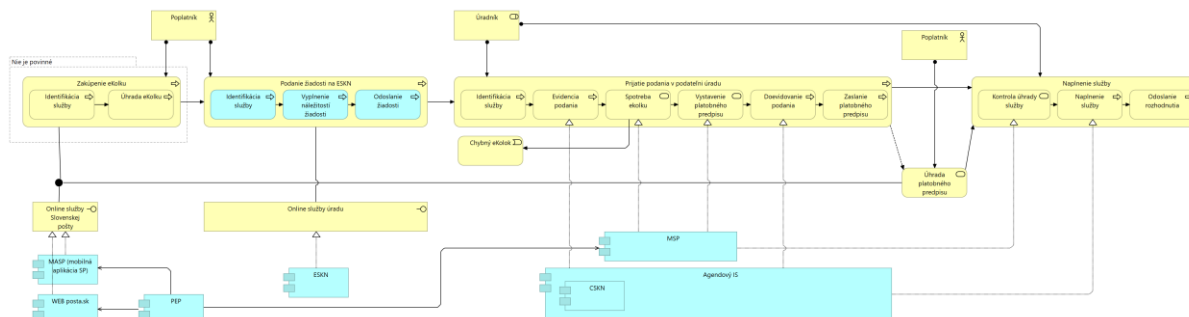 Poplatník
Úradník
Poplatník
Nie je povinné
Zakúpenie eKolku
Podanie žiadosti na ESKN
Prijatie podania v podateľni úradu
Naplnenie služby
Identifikácia
služby
Úhrada eKolku
Identifikácia
služby
Vyplnenie
náležitostí
žiadosti
Odoslanie
žiadosti
Identifikácia
služby
Evidencia
podania
Spotreba
ekolku
Vystavenie
platobného
predpisu
Doevidovanie
podania
Zaslanie
platobného
predpisu
Kontrola úhrady
služby
Naplnenie
služby
Odoslanie
rozhodnutia
Chybný eKolok
Úhrada
platobného
predpisu
Online služby
Slovenskej
pošty
Online služby úradu
MASP (mobilná
aplikácia SP)
ESKN
MSP
Agendový IS
CSKN
WEB posta.sk
PEP